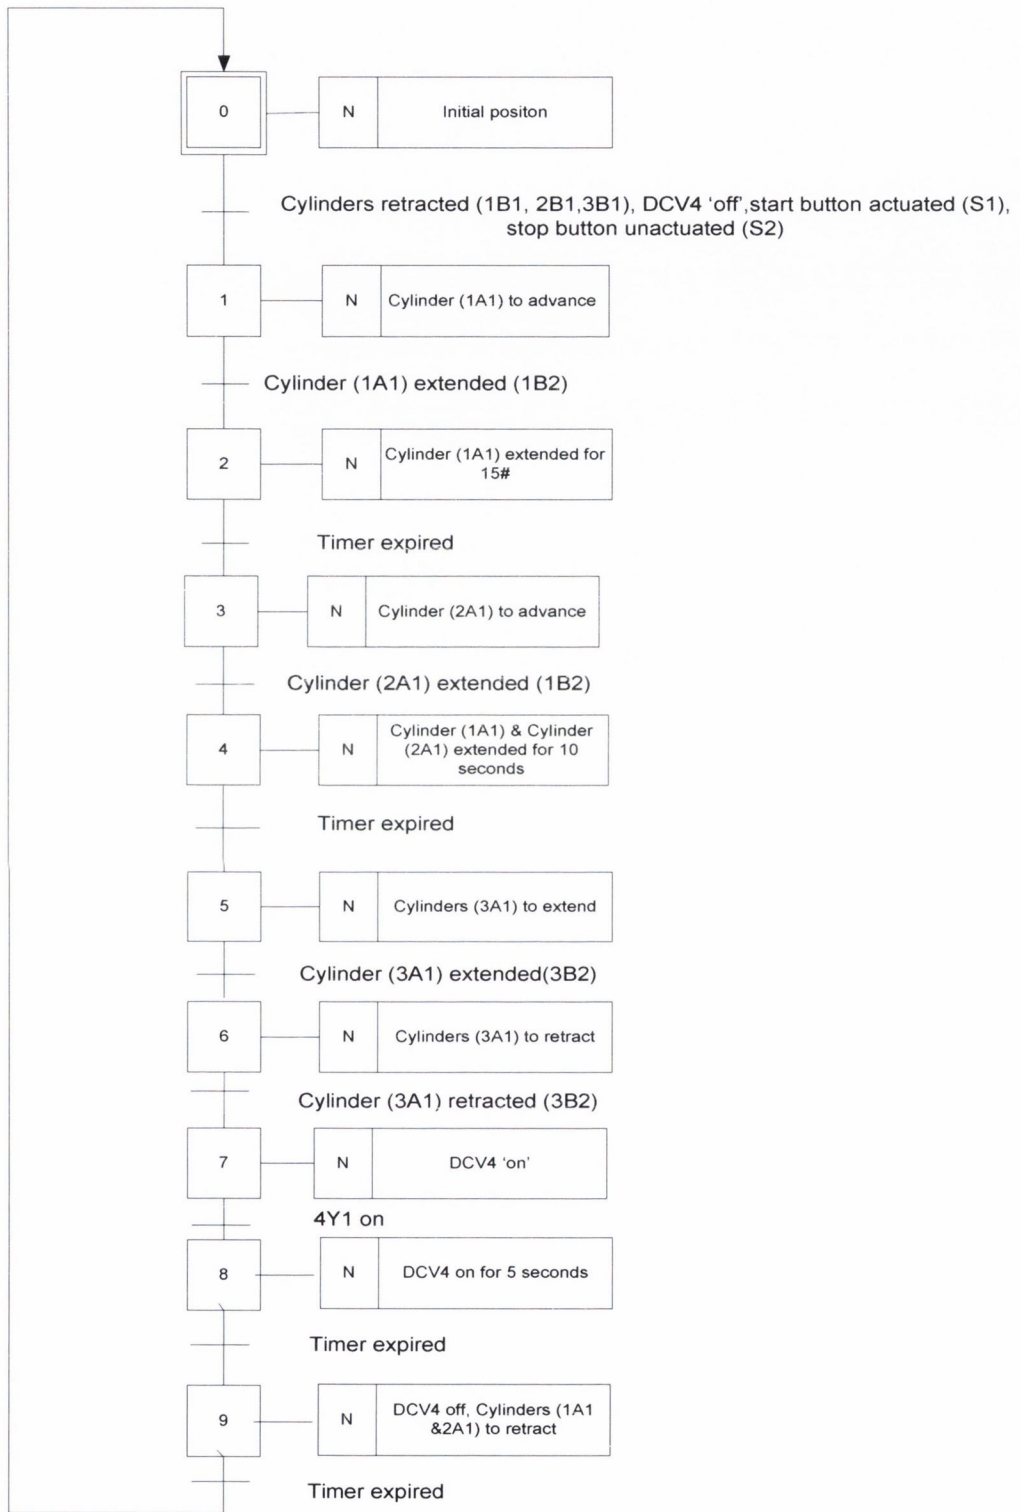 0
N
Initial positon
Cylinders retracted (1B1, 2B1,3B1), DCV4 ‘off’,start button actuated (S1),
stop button unactuated (S2)
1
N
Cylinder (1A1) to advance
Cylinder (1A1) extended (1B2)
2
N
Cylinder (1A1) extended for
15#
Timer expired
3
N
Cylinder (2A1) to advance
Cylinder (2A1) extended (1B2)
4
N
Cylinder (1A1) & Cylinder
(2A1) extended for 10
seconds
Timer expired
5
N
Cylinders (3A1) to extend
Cylinder (3A1) extended(3B2)
6
N
Cylinders (3A1) to retract
Cylinder (3A1) retracted (3B2)
7
N
DCV4 ‘on’
4Y1 on
8
N
DCV4 on for 5 seconds
Timer expired
9
N
DCV4 off, Cylinders (1A1
&2A1) to retract
Timer expired